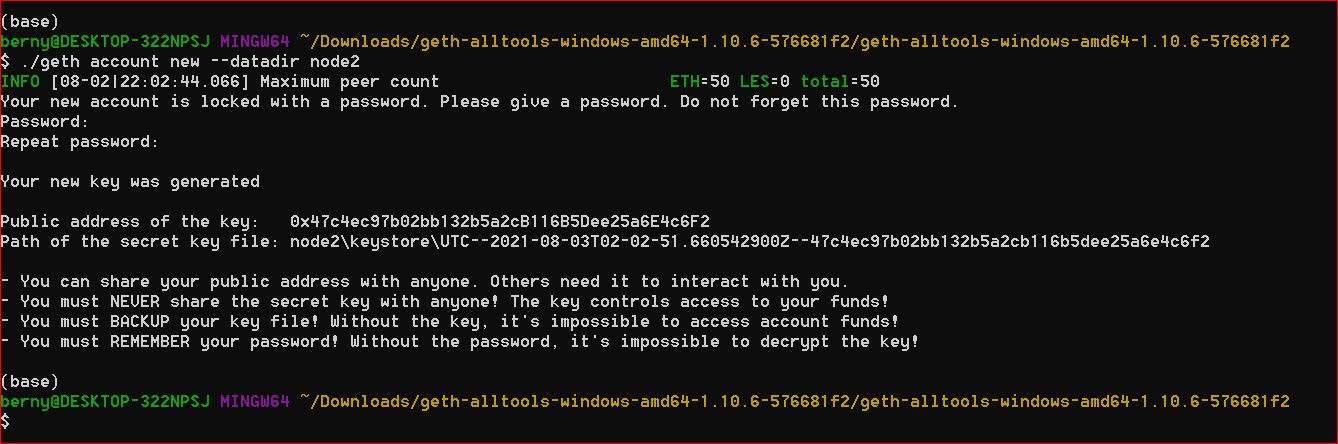 (base)
berny@DESKTOP-322NPSJ MINGW64 ~/Downloads/geth-alltools-windows-amd64-1.10.6-576681f2/geth-alltools-windows-amd64-1.10.6-576681f2
$ ./geth account new --datadir node2
INFO [08-02|22:02:44.066] Maximum peer count                       ETH=50 LES=0 total=50
Your new account is locked with a password. Please give a password. Do not forget this password.
Password:
Repeat password:
Your new key was generated
Public address of the key:   0x47c4ec97b02bb132b5a2cB116B5Dee25a6E4c6F2
Path of the secret key file: node2\keystore\UTC--2021-08-03T02-02-51.660542900Z--47c4ec97b02bb132b5a2cb116b5dee25a6e4c6f2
- You can share your public address with anyone. Others need it to interact with you.
- You must NEVER share the secret key with anyone! The key controls access to your funds!
- You must BACKUP your key file! Without the key, it's impossible to access account funds!
- You must REMEMBER your password! Without the password, it's impossible to decrypt the key!
(base)
berny@DESKTOP-322NPSJ MINGW64 ~/Downloads/geth-alltools-windows-amd64-1.10.6-576681f2/geth-alltools-windows-amd64-1.10.6-576681f2
$